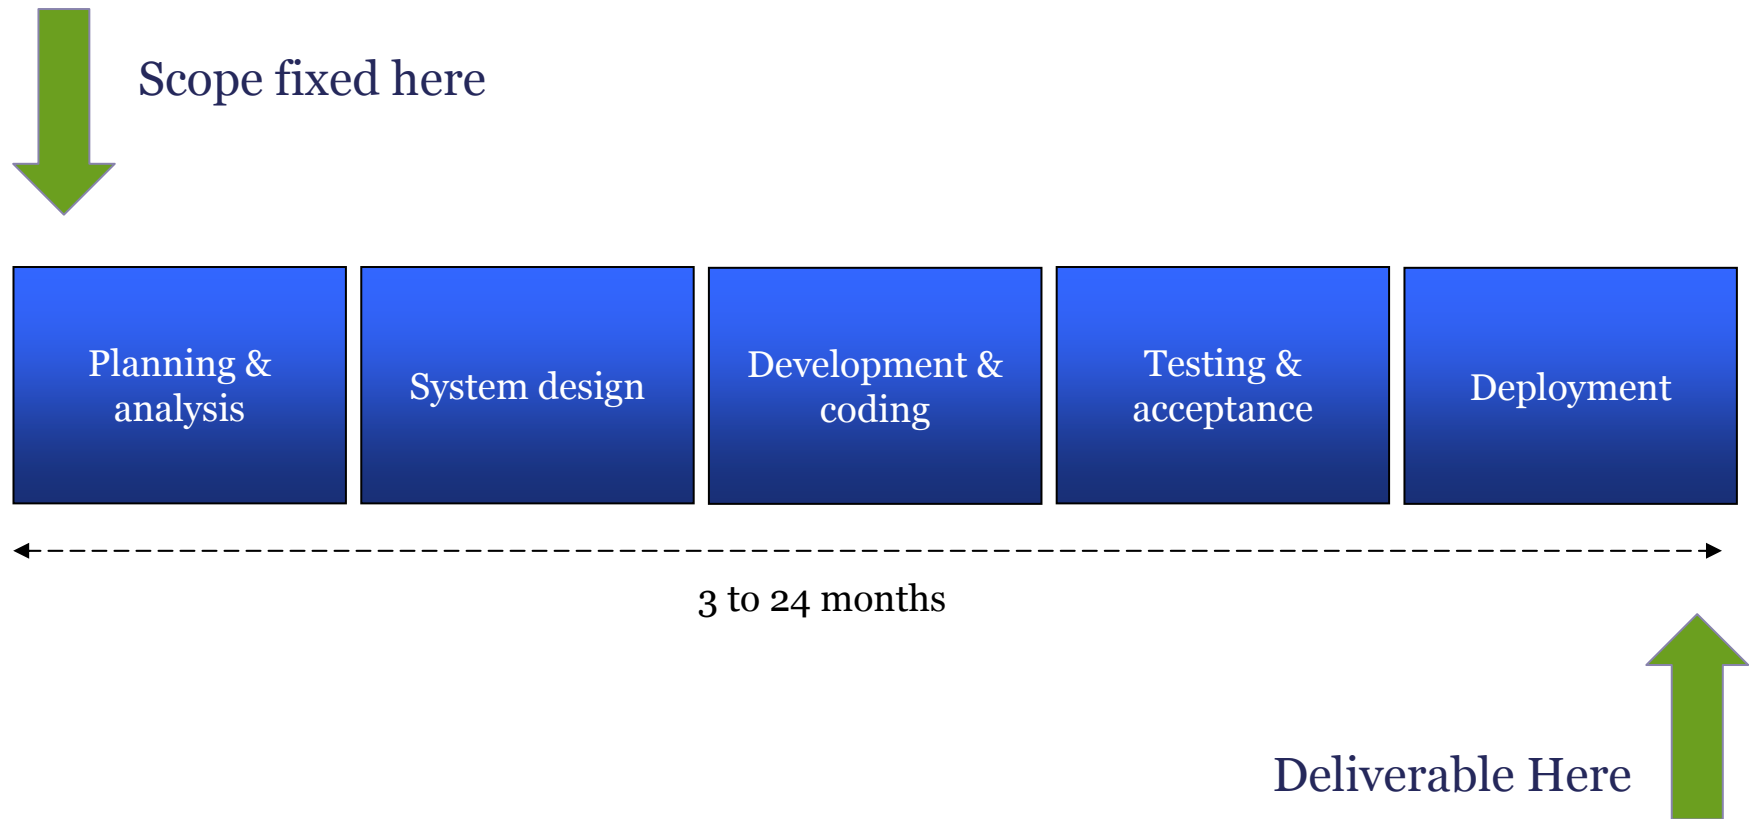 Scope fixed here
Planning &
analysis
System design
Development &
coding
Testing &
acceptance
Deployment
3 to 24 months
Deliverable Here